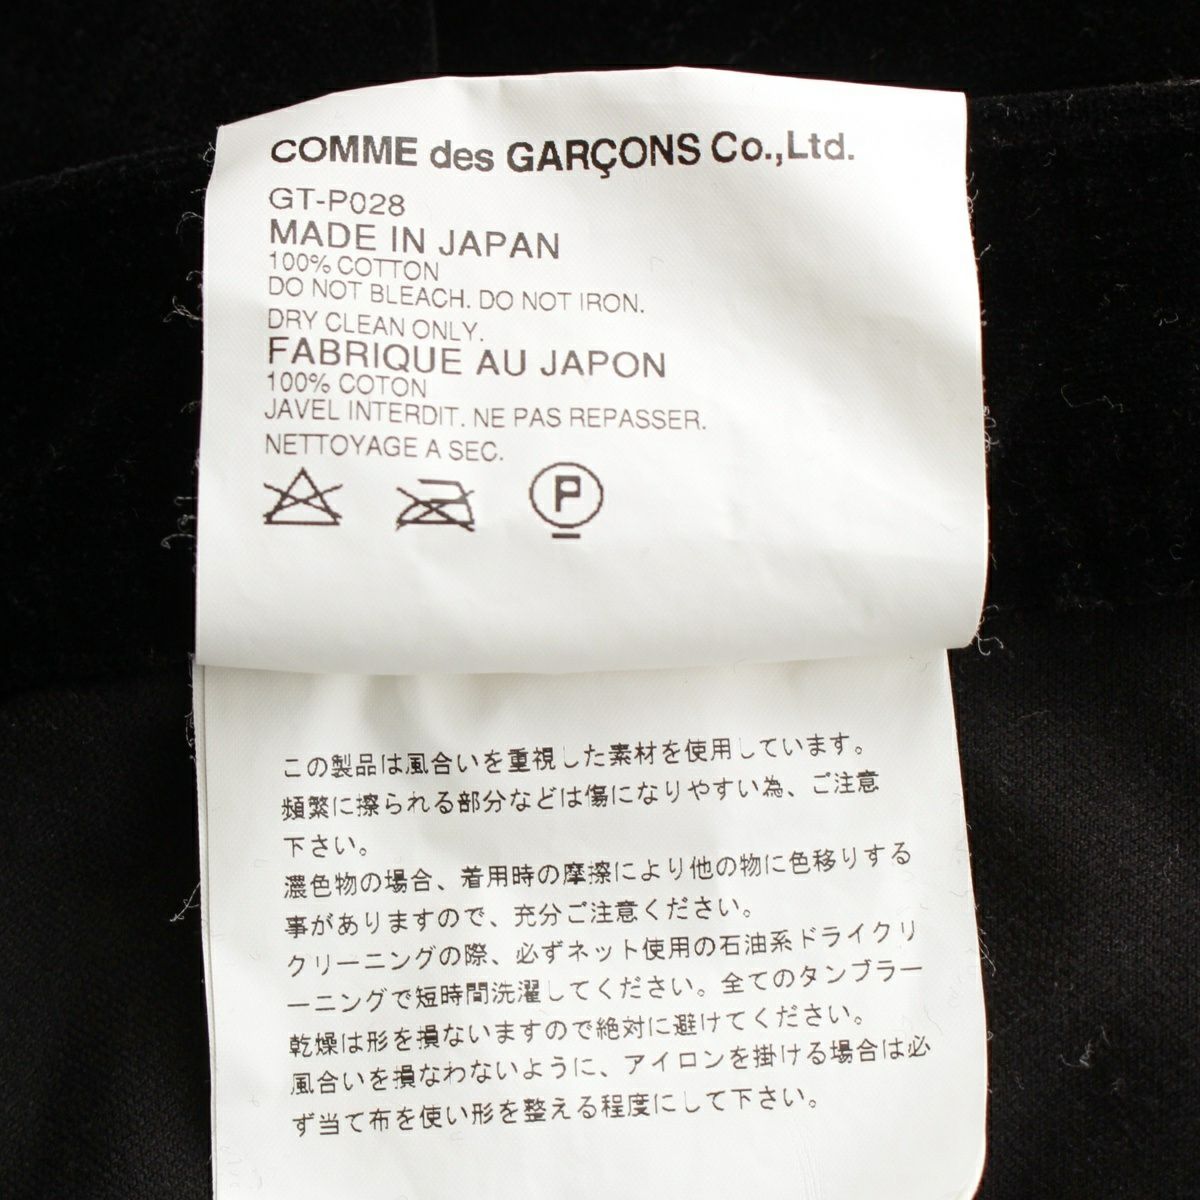 COMME des GARÇONS Co.,Ltd.
GT-P028
MADE IN JAPAN
100% COTTON
DO NOT BLEACH. DO NOT IRON.
DRY CLEAN ONLY.
FABRIQUE AU JAPON
100% COTON
JAVEL INTERDIT. NE PAS REPASSER.
NETTOYAGE A SEC.
P
この製品は風合いを重視した素材を使用しています。
頻繁に擦られる部分などは傷になりやすい為、ご注意
下さい。
濃色物の場合、着用時の摩擦により他の物に色移りする
事がありますので、充分ご注意ください。
クリーニングの際、必ずネット使用の石油系ドライクリ
ーニングで短時間洗濯してください。全てのタンブラー
乾燥は形を損ないますので絶対に避けてください。
風合いを損なわないように、アイロンを掛ける場合は必
ず当て布を使い形を整える程度にして下さい。